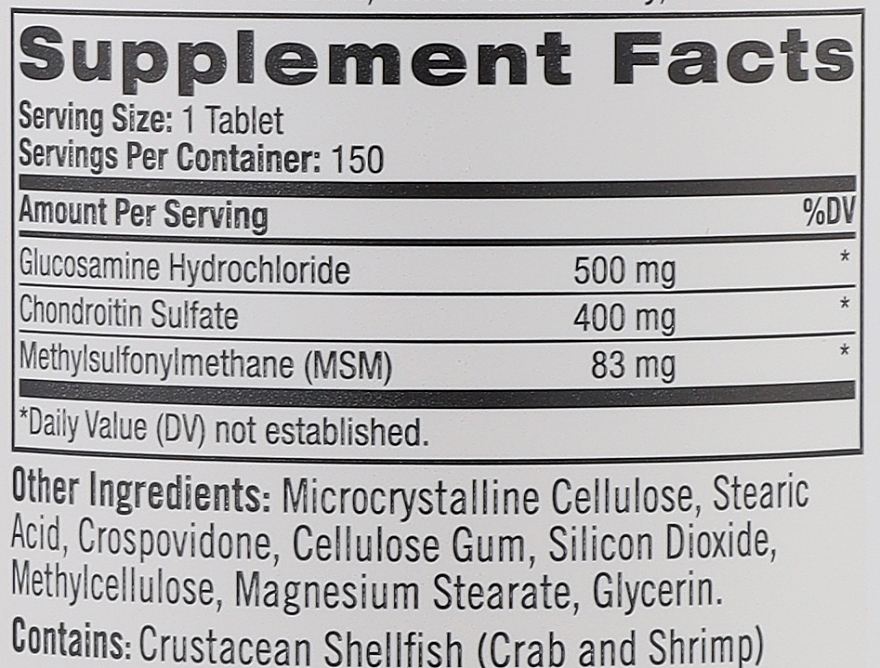 Supplement Facts
Serving Size: 1 Tablet
Servings Per Container: 150
Amount Per Serving %DV
Glucosamine Hydrochloride 500 mg *
Chondroitin Sulfate 400 mg *
Methylsulfonylmethane (MSM) 83 mg *
*Daily Value (DV) not established.
Other Ingredients: Microcrystalline Cellulose, Stearic
Acid, Crospovidone, Cellulose Gum, Silicon Dioxide,
Methylcellulose, Magnesium Stearate, Glycerin.
Contains: Crustacean Shellfish (Crab and Shrimp)